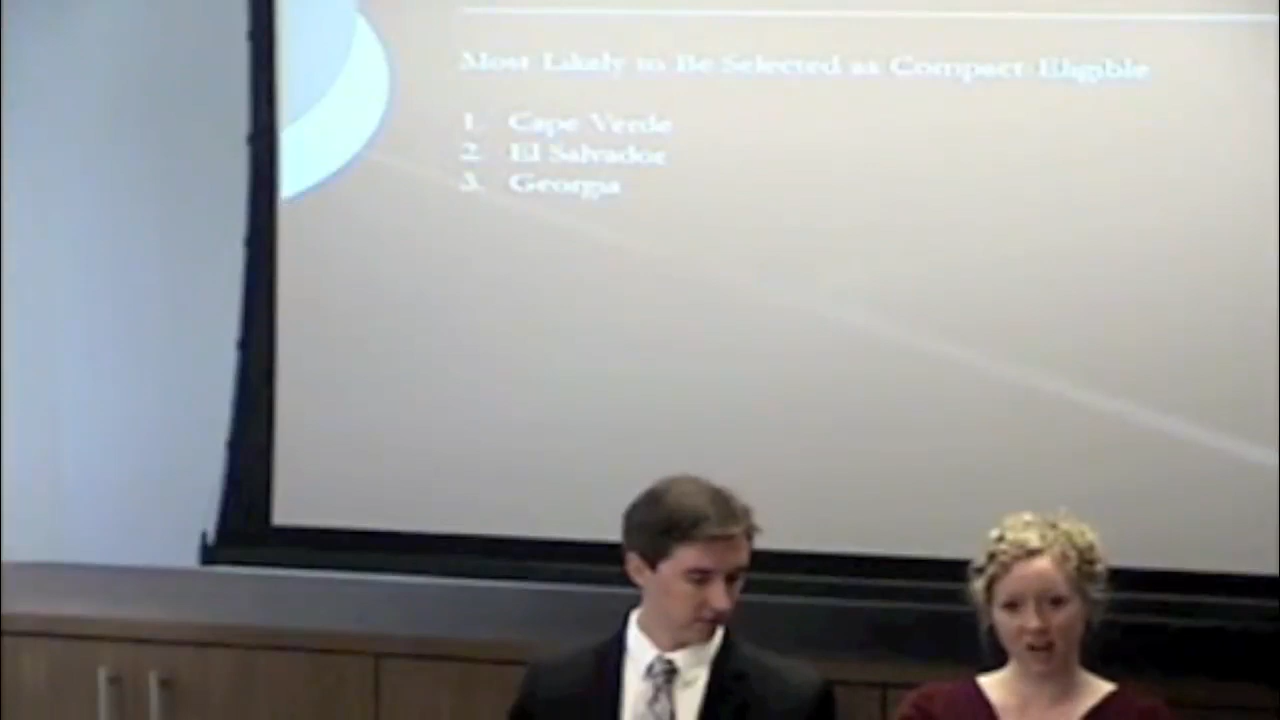 Most Likely to Be Selected as Compact Eligible
1. Cape Verde
2. El Salvador
3. Georgia